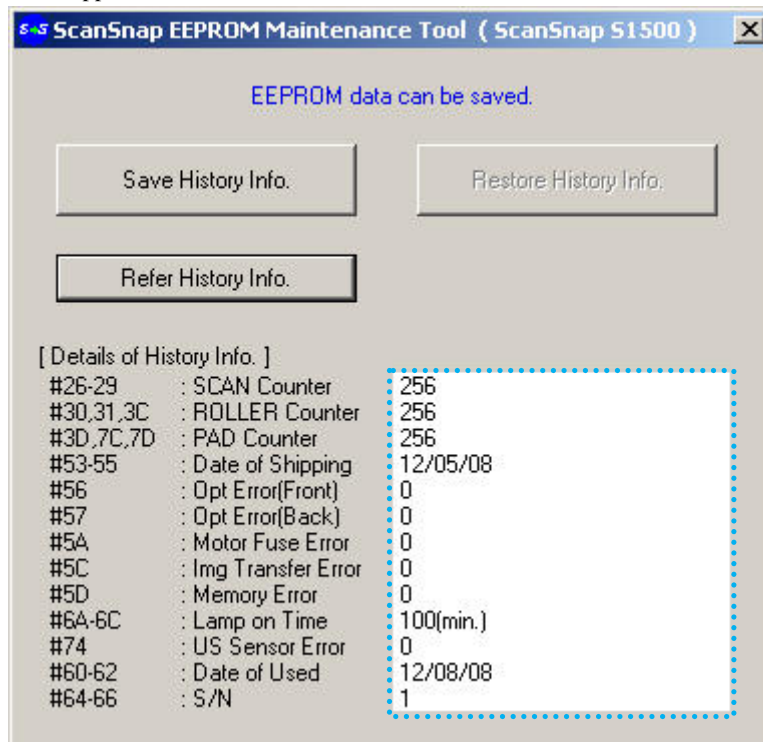 S+S ScanSnap EEPROM Maintenance Tool ( ScanSnap S1500 )
EEPROM data can be saved.
Save History Info. Restore History Info.
Refer History Info.
[ Details of History Info. ]
#26-29 : SCAN Counter 256
#30,31,3C : ROLLER Counter 256
#3D,7C,7D : PAD Counter 256
#53-55 : Date of Shipping 12/05/08
#56 : Opt Error(Front) 0
#57 : Opt Error(Back) 0
#5A : Motor Fuse Error 0
#5C : Img Transfer Error 0
#5D : Memory Error 0
#6A-6C : Lamp on Time 100(min.)
#74 : US Sensor Error 0
#60-62 : Date of Used 12/08/08
#64-66 : S/N 1